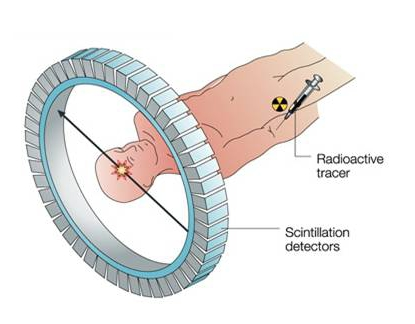 Radioactive
tracer
Scintillation
detectors